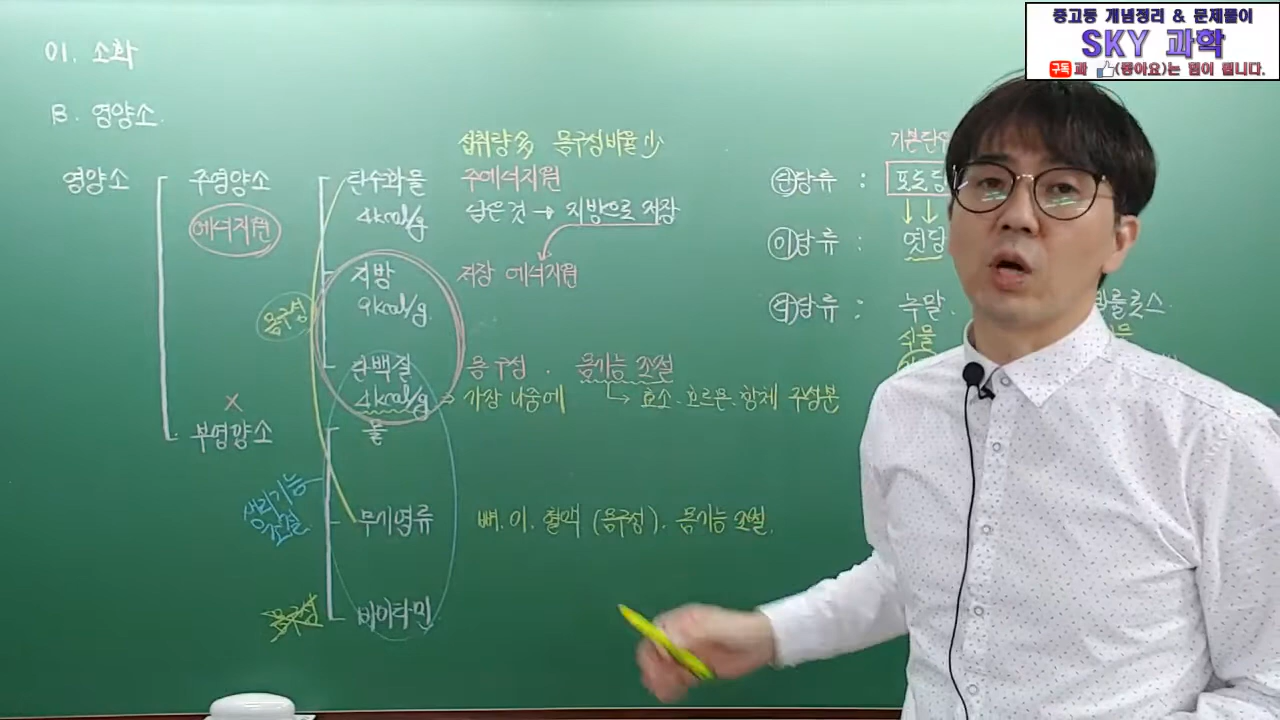 중고등 개념정리 & 문제풀이
SKY 과학
구독과 (좋아요)는 힘이 됩니다.
01. 소화
B. 영양소
섭취량多 몸구성비율少
기본단위
영양소 주영양소 탄수화물 주에너지원
단당류 : 포도당
에너지원 4kcal/g 남은것 → 지방으로 저장
이당류 : 엿당
지방 저장 에너지원
9kcal/g.
몸구성
다당류 : 녹말. 셀룰로스.
식물
단백질 몸구성. 몸기능 조절
4kcal/g → 가장 나중에 → 효소. 호르몬. 항체 구성분
×
부영양소 물
생리기능 조절
무기염류 뼈. 이. 혈액 (몸구성). 몸기능 조절.
몸구성 바이타민